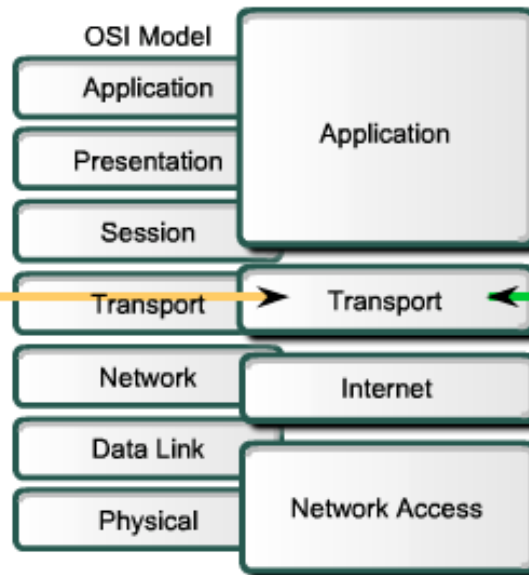 OSI Model
Application
Presentation
Session
Transport
Network
Data Link
Physical
Application
Transport
Internet
Network Access